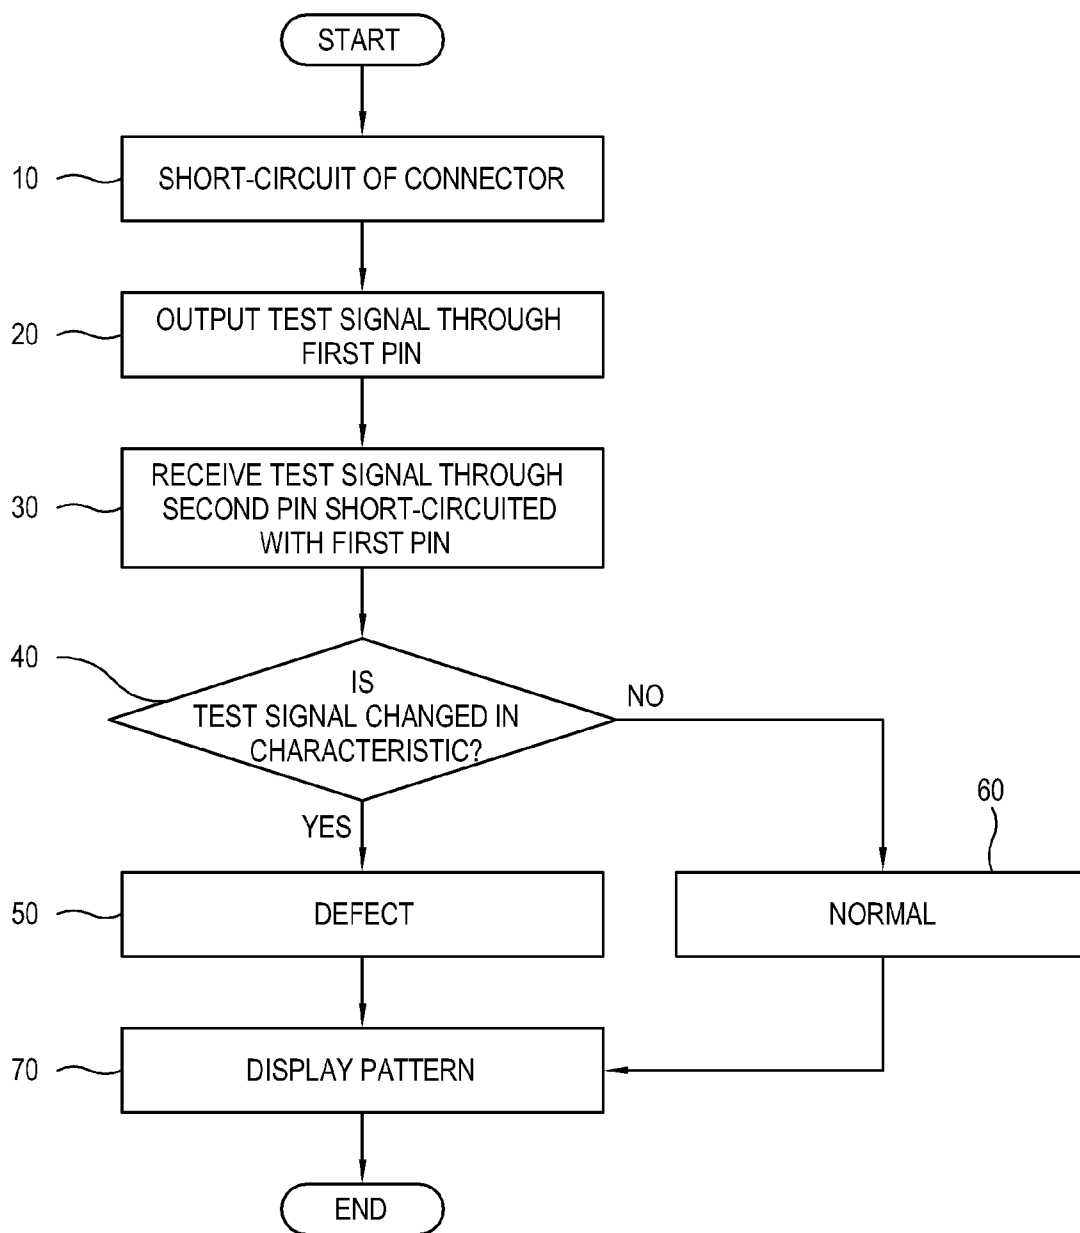 START
10
SHORT-CIRCUIT OF CONNECTOR
20
OUTPUT TEST SIGNAL THROUGH
FIRST PIN
30
RECEIVE TEST SIGNAL THROUGH
SECOND PIN SHORT-CIRCUITED
WITH FIRST PIN
40
IS
TEST SIGNAL CHANGED IN
CHARACTERISTIC?
NO
YES
60
50
DEFECT
NORMAL
70
DISPLAY PATTERN
END